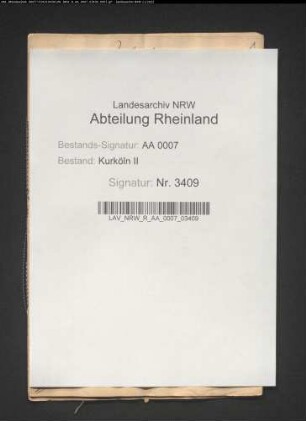 Landesarchiv NRW
Abteilung Rheinland
Bestands-Signatur: AA 0007
Bestand: Kurköln II
Signatur: Nr. 3409
LAV_NRW_R_AA_0007_03409